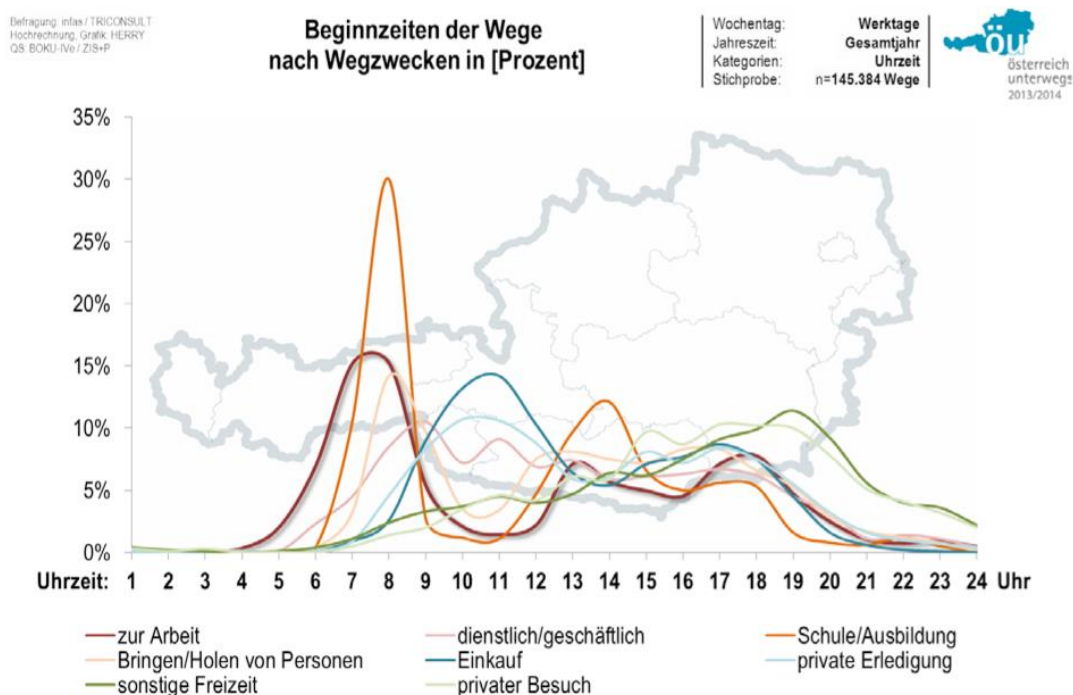 Befragung: infas / TRICONSULT
Hochrechnung, Grafik: HERRY
QS: BOKU-IVe / ZIS+P
Beginnzeiten der Wege
nach Wegzwecken in [Prozent]
Wochentag: Werktage
Jahreszeit: Gesamtjahr
Kategorien: Uhrzeit
Stichprobe: n=145.384 Wege
öu
österreich
unterwegs
2013/2014
35%
30%
25%
20%
15%
10%
5%
0%
Uhrzeit: 1 2 3 4 5 6 7 8 9 10 11 12 13 14 15 16 17 18 19 20 21 22 23 24 Uhr
zur Arbeit dienstlich/geschäftlich Schule/Ausbildung
Bringen/Holen von Personen Einkauf private Erledigung
sonstige Freizeit privater Besuch